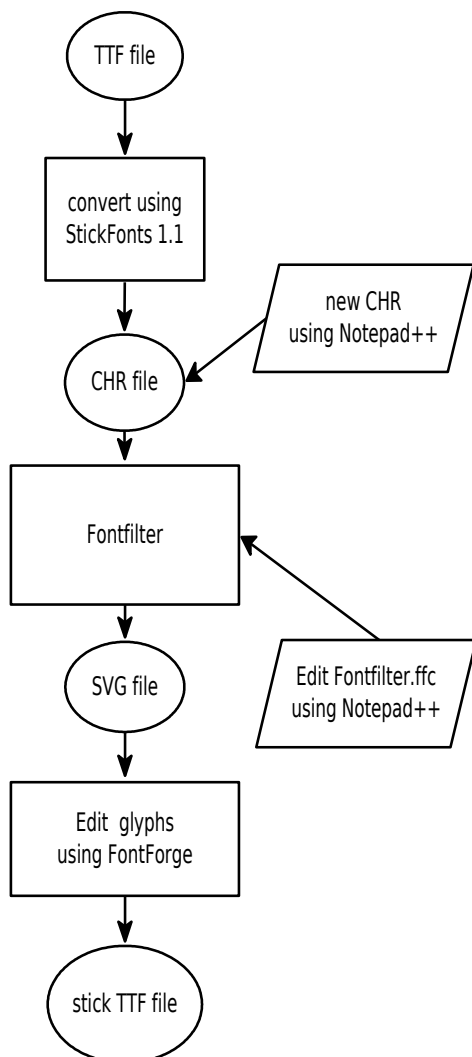 TTF file
convert using
StickFonts 1.1
new CHR
using Notepad++
CHR file
Fontfilter
Edit Fontfilter.ffc
using Notepad++
SVG file
Edit glyphs
using FontForge
stick TTF file